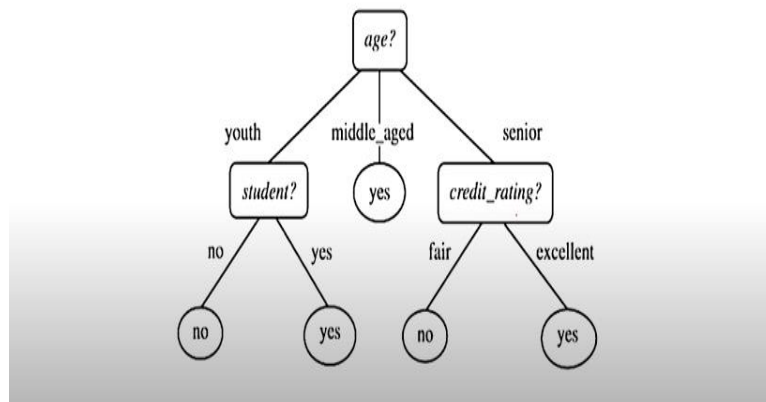 age?
youth
middle_aged
senior
student?
yes
credit_rating?
no
yes
fair
excellent
no
yes
no
yes